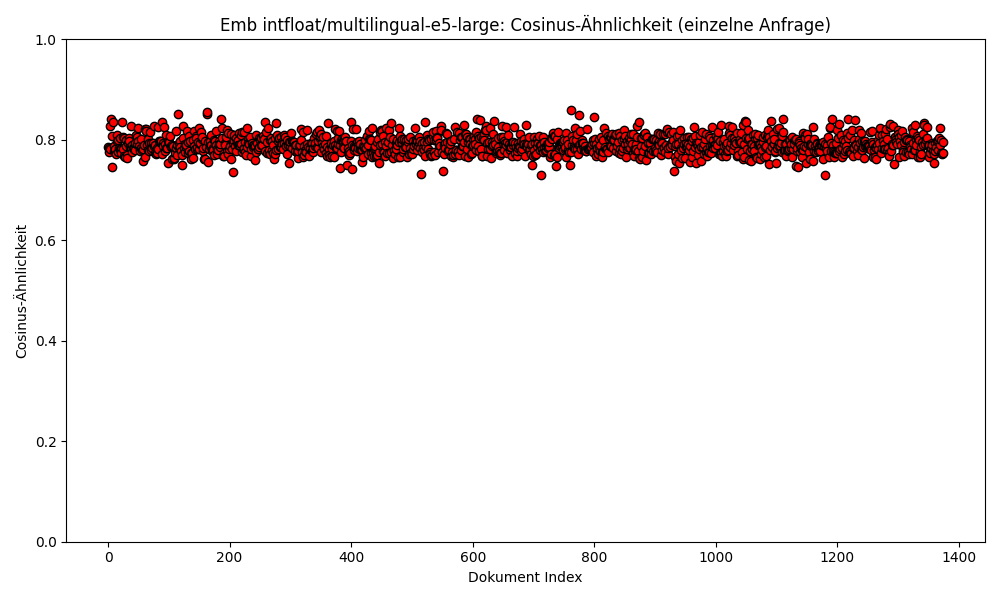 Emb intfloat/multilingual-e5-large: Cosinus-Ähnlichkeit (einzelne Anfrage)
1.0
0.8
0.6
0.4
0.2
0.0
Cosinus-Ähnlichkeit
0 200 400 600 800 1000 1200 1400
Dokument Index